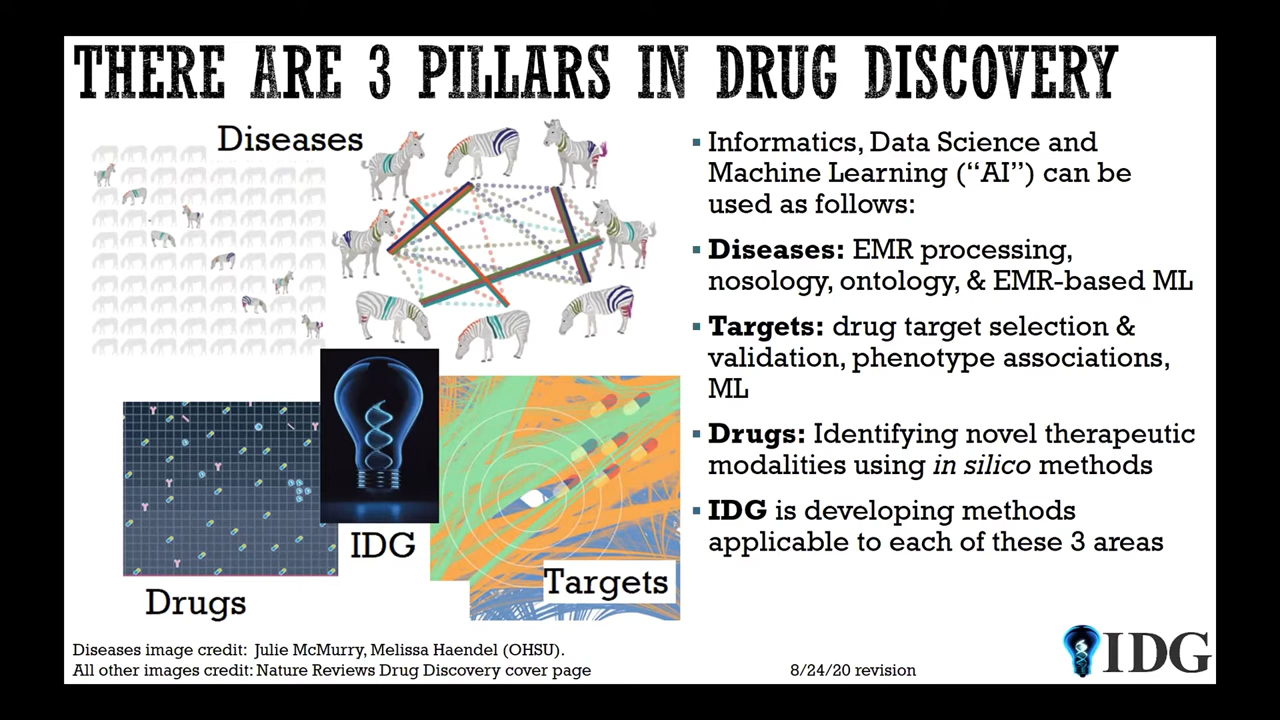 THERE ARE 3 PILLARS IN DRUG DISCOVERY
Diseases
IDG
Drugs
Targets
Informatics, Data Science and
Machine Learning (“AI”) can be
used as follows:
Diseases: EMR processing,
nosology, ontology, & EMR-based ML
Targets: drug target selection &
validation, phenotype associations,
ML
Drugs: Identifying novel therapeutic
modalities using in silico methods
IDG is developing methods
applicable to each of these 3 areas
Diseases image credit: Julie McMurry, Melissa Haendel (OHSU).
All other images credit: Nature Reviews Drug Discovery cover page
8/24/20 revision
IDG